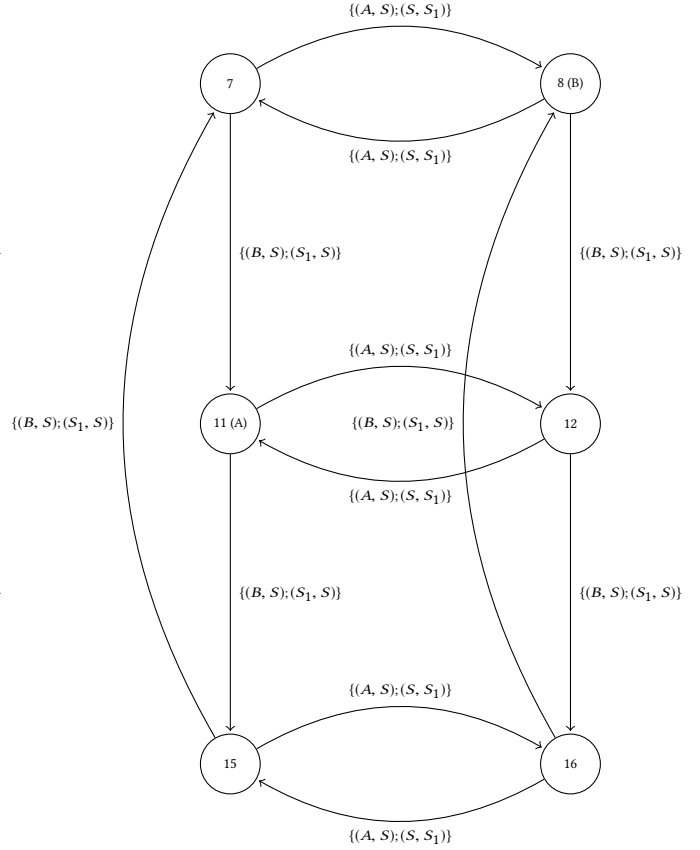 {(A, S);(S, S₁)}
7
8 (B)
{(A, S);(S, S₁)}
{(B, S);(S₁, S)}
{(B, S);(S₁, S)}
{(A, S);(S, S₁)}
{(B, S);(S₁, S)}
11 (A)
{(B, S);(S₁, S)}
12
{(A, S);(S, S₁)}
{(B, S);(S₁, S)}
{(B, S);(S₁, S)}
{(A, S);(S, S₁)}
15
16
{(A, S);(S, S₁)}